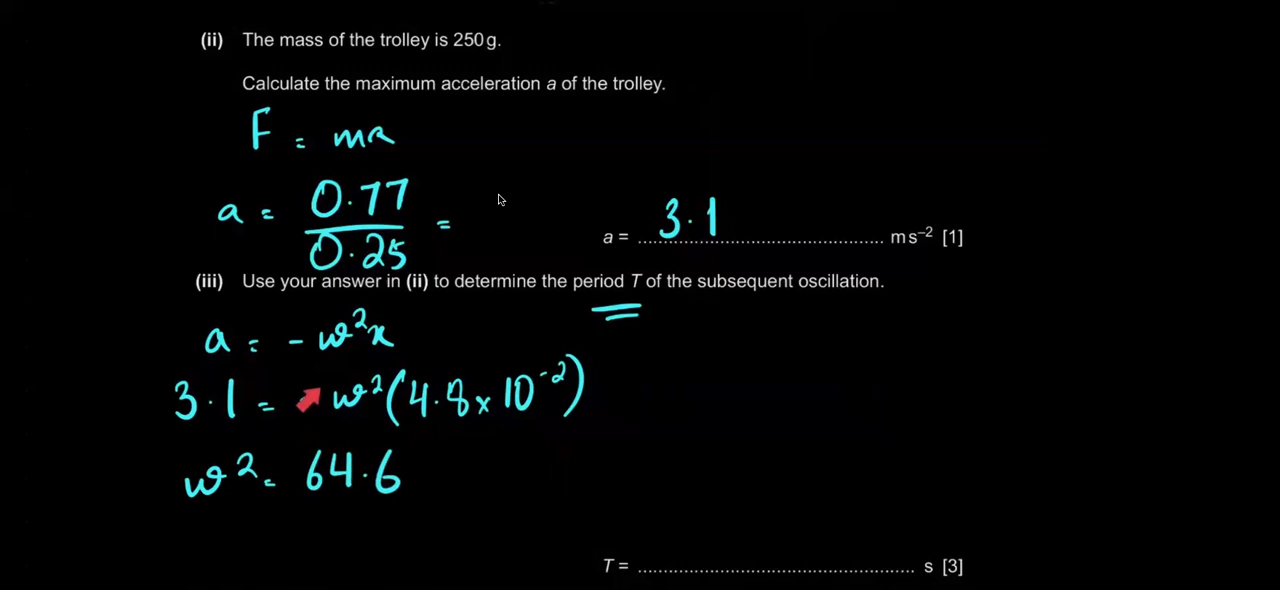 (ii) The mass of the trolley is 250 g.
Calculate the maximum acceleration a of the trolley.
F = ma
a = 0.77 / 0.25 =
a = 3.1 ms⁻² [1]
(iii) Use your answer in (ii) to determine the period T of the subsequent oscillation.
a = - ω²x
3.1 = ω²(4.8 × 10⁻²)
ω² = 64.6
T = ...................................................... s [3]